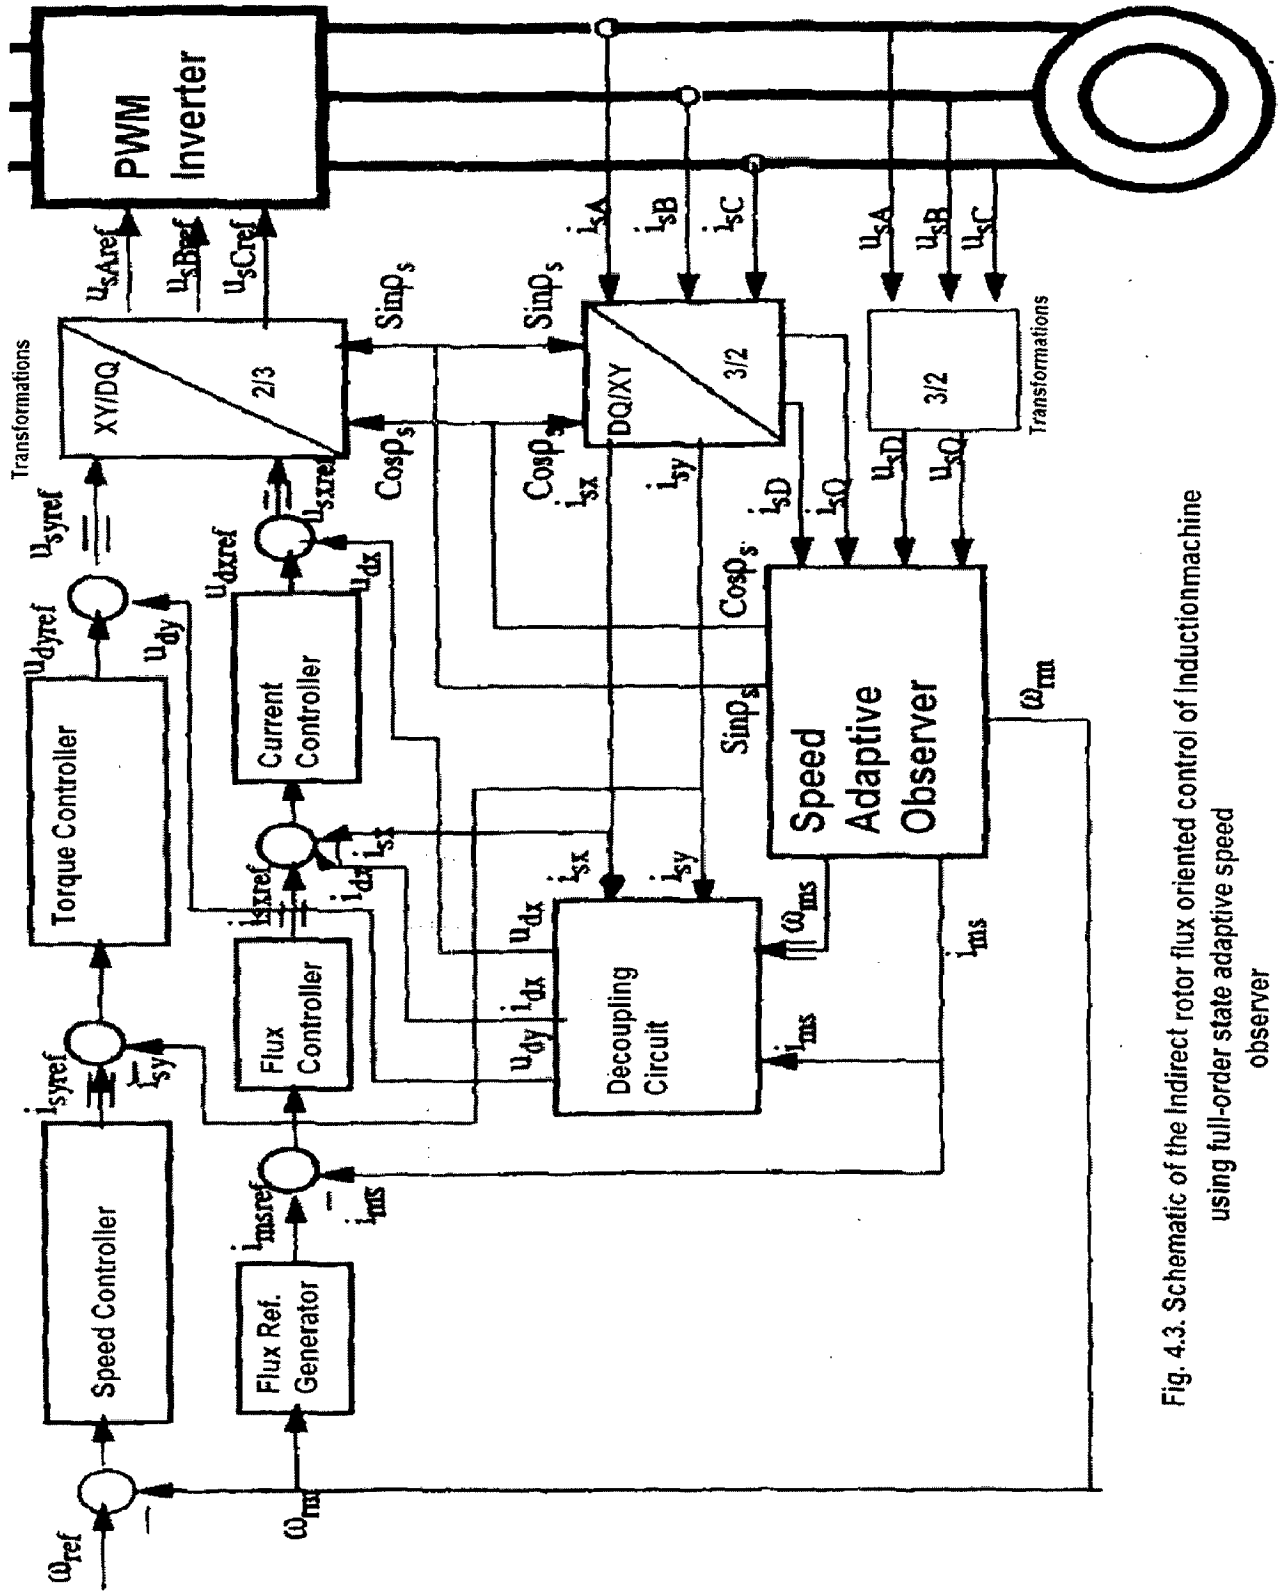 Transformations
PWM
Inverter
u_sAref
u_sBref
u_sCref
XY/DQ
2/3
u_syref
u_sxref
u_dyref
u_dy
u_dxref
u_dx
Torque Controller
Current
Controller
i_syref
i_sy
i_sxref
i_dx
i_sx
Speed Controller
Flux
Controller
i_msref
i_ms
Flux Ref.
Generator
ω_ref
ω_rm
Sinρ_s
Cosρ_s
Sinρ_s
Cosρ_s
i_sA
i_sB
i_sC
DQ/XY
3/2
i_sx
i_sy
i_sD
i_sQ
u_sA
u_sB
u_sC
3/2
Transformations
u_sD
u_sQ
Cosρ_s
Sinρ_s
Speed
Adaptive
Observer
ω_rm
ω_ms
i_ms
i_sx
i_sy
u_dx
i_dx
u_dy
Decoupling
Circuit
i_ms
Fig. 4.3. Schematic of the Indirect rotor flux oriented control of Inductionmachine
using full-order state adaptive speed
observer